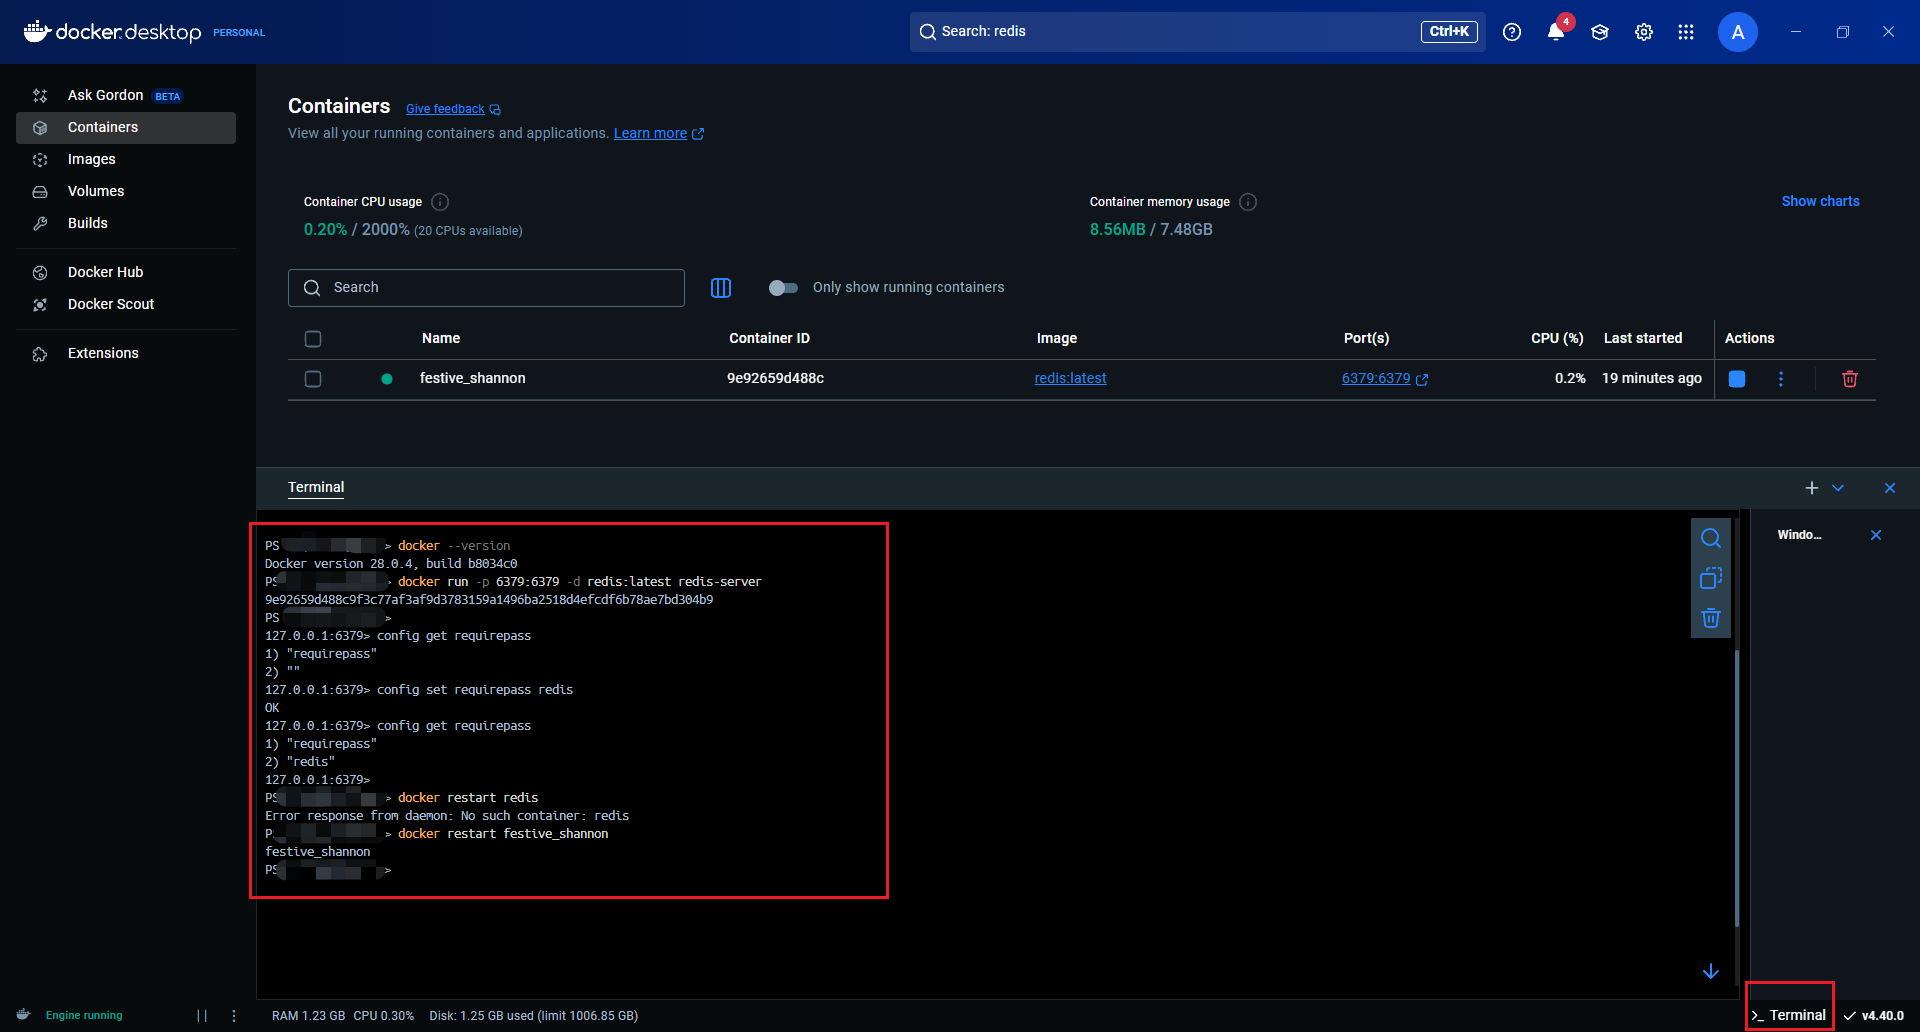 docker.desktop PERSONAL
Search: redis Ctrl+K
4
A
Ask Gordon BETA
Containers
Images
Volumes
Builds
Docker Hub
Docker Scout
Extensions
Containers Give feedback
View all your running containers and applications. Learn more
Container CPU usage
0.20% / 2000% (20 CPUs available)
Container memory usage
8.56MB / 7.48GB
Show charts
Search
Only show running containers
Name Container ID Image Port(s) CPU (%) Last started Actions
festive_shannon 9e92659d488c redis:latest 6379:6379 0.2% 19 minutes ago
Terminal
PS > docker --version
Docker version 28.0.4, build b8034c0
PS > docker run -p 6379:6379 -d redis:latest redis-server
9e92659d488c9f3c77af3af9d3783159a1496ba2518d4efcdf6b78ae7bd304b9
PS >
127.0.0.1:6379> config get requirepass
1) "requirepass"
2) ""
127.0.0.1:6379> config set requirepass redis
OK
127.0.0.1:6379> config get requirepass
1) "requirepass"
2) "redis"
127.0.0.1:6379>
PS > docker restart redis
Error response from daemon: No such container: redis
PS > docker restart festive_shannon
festive_shannon
PS >
Windo...
Engine running
RAM 1.23 GB CPU 0.30% Disk: 1.25 GB used (limit 1006.85 GB)
>_ Terminal
v4.40.0